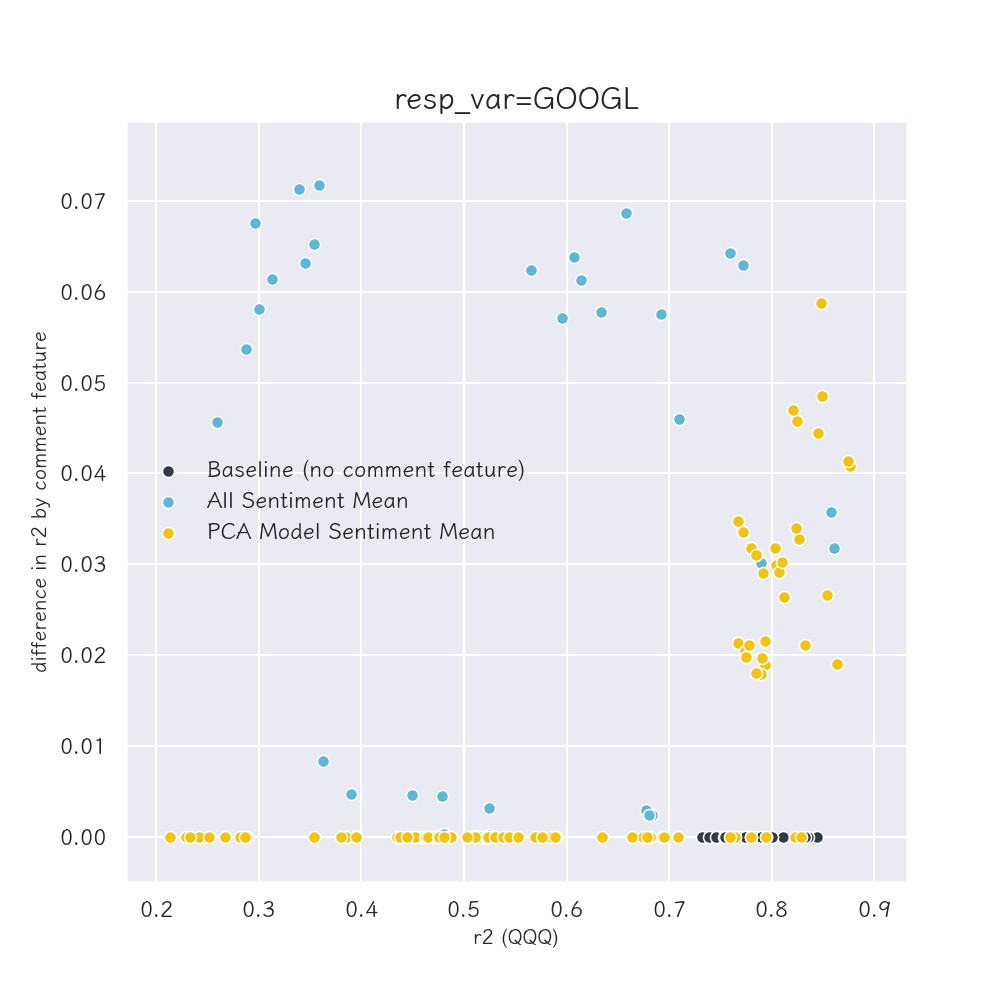 resp_var=GOOGL
0.07
0.06
0.05
0.04
0.03
0.02
0.01
0.00
difference in r2 by comment feature
Baseline (no comment feature)
All Sentiment Mean
PCA Model Sentiment Mean
0.2 0.3 0.4 0.5 0.6 0.7 0.8 0.9
r2 (QQQ)